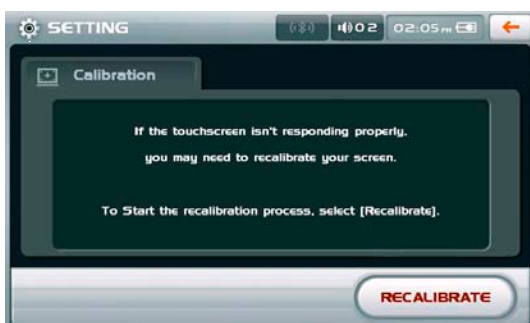 SETTING
02
02:05 PM
Calibration
If the touchscreen isn't responding properly,
you may need to recalibrate your screen.
To Start the recalibration process, select [Recalibrate].
RECALIBRATE